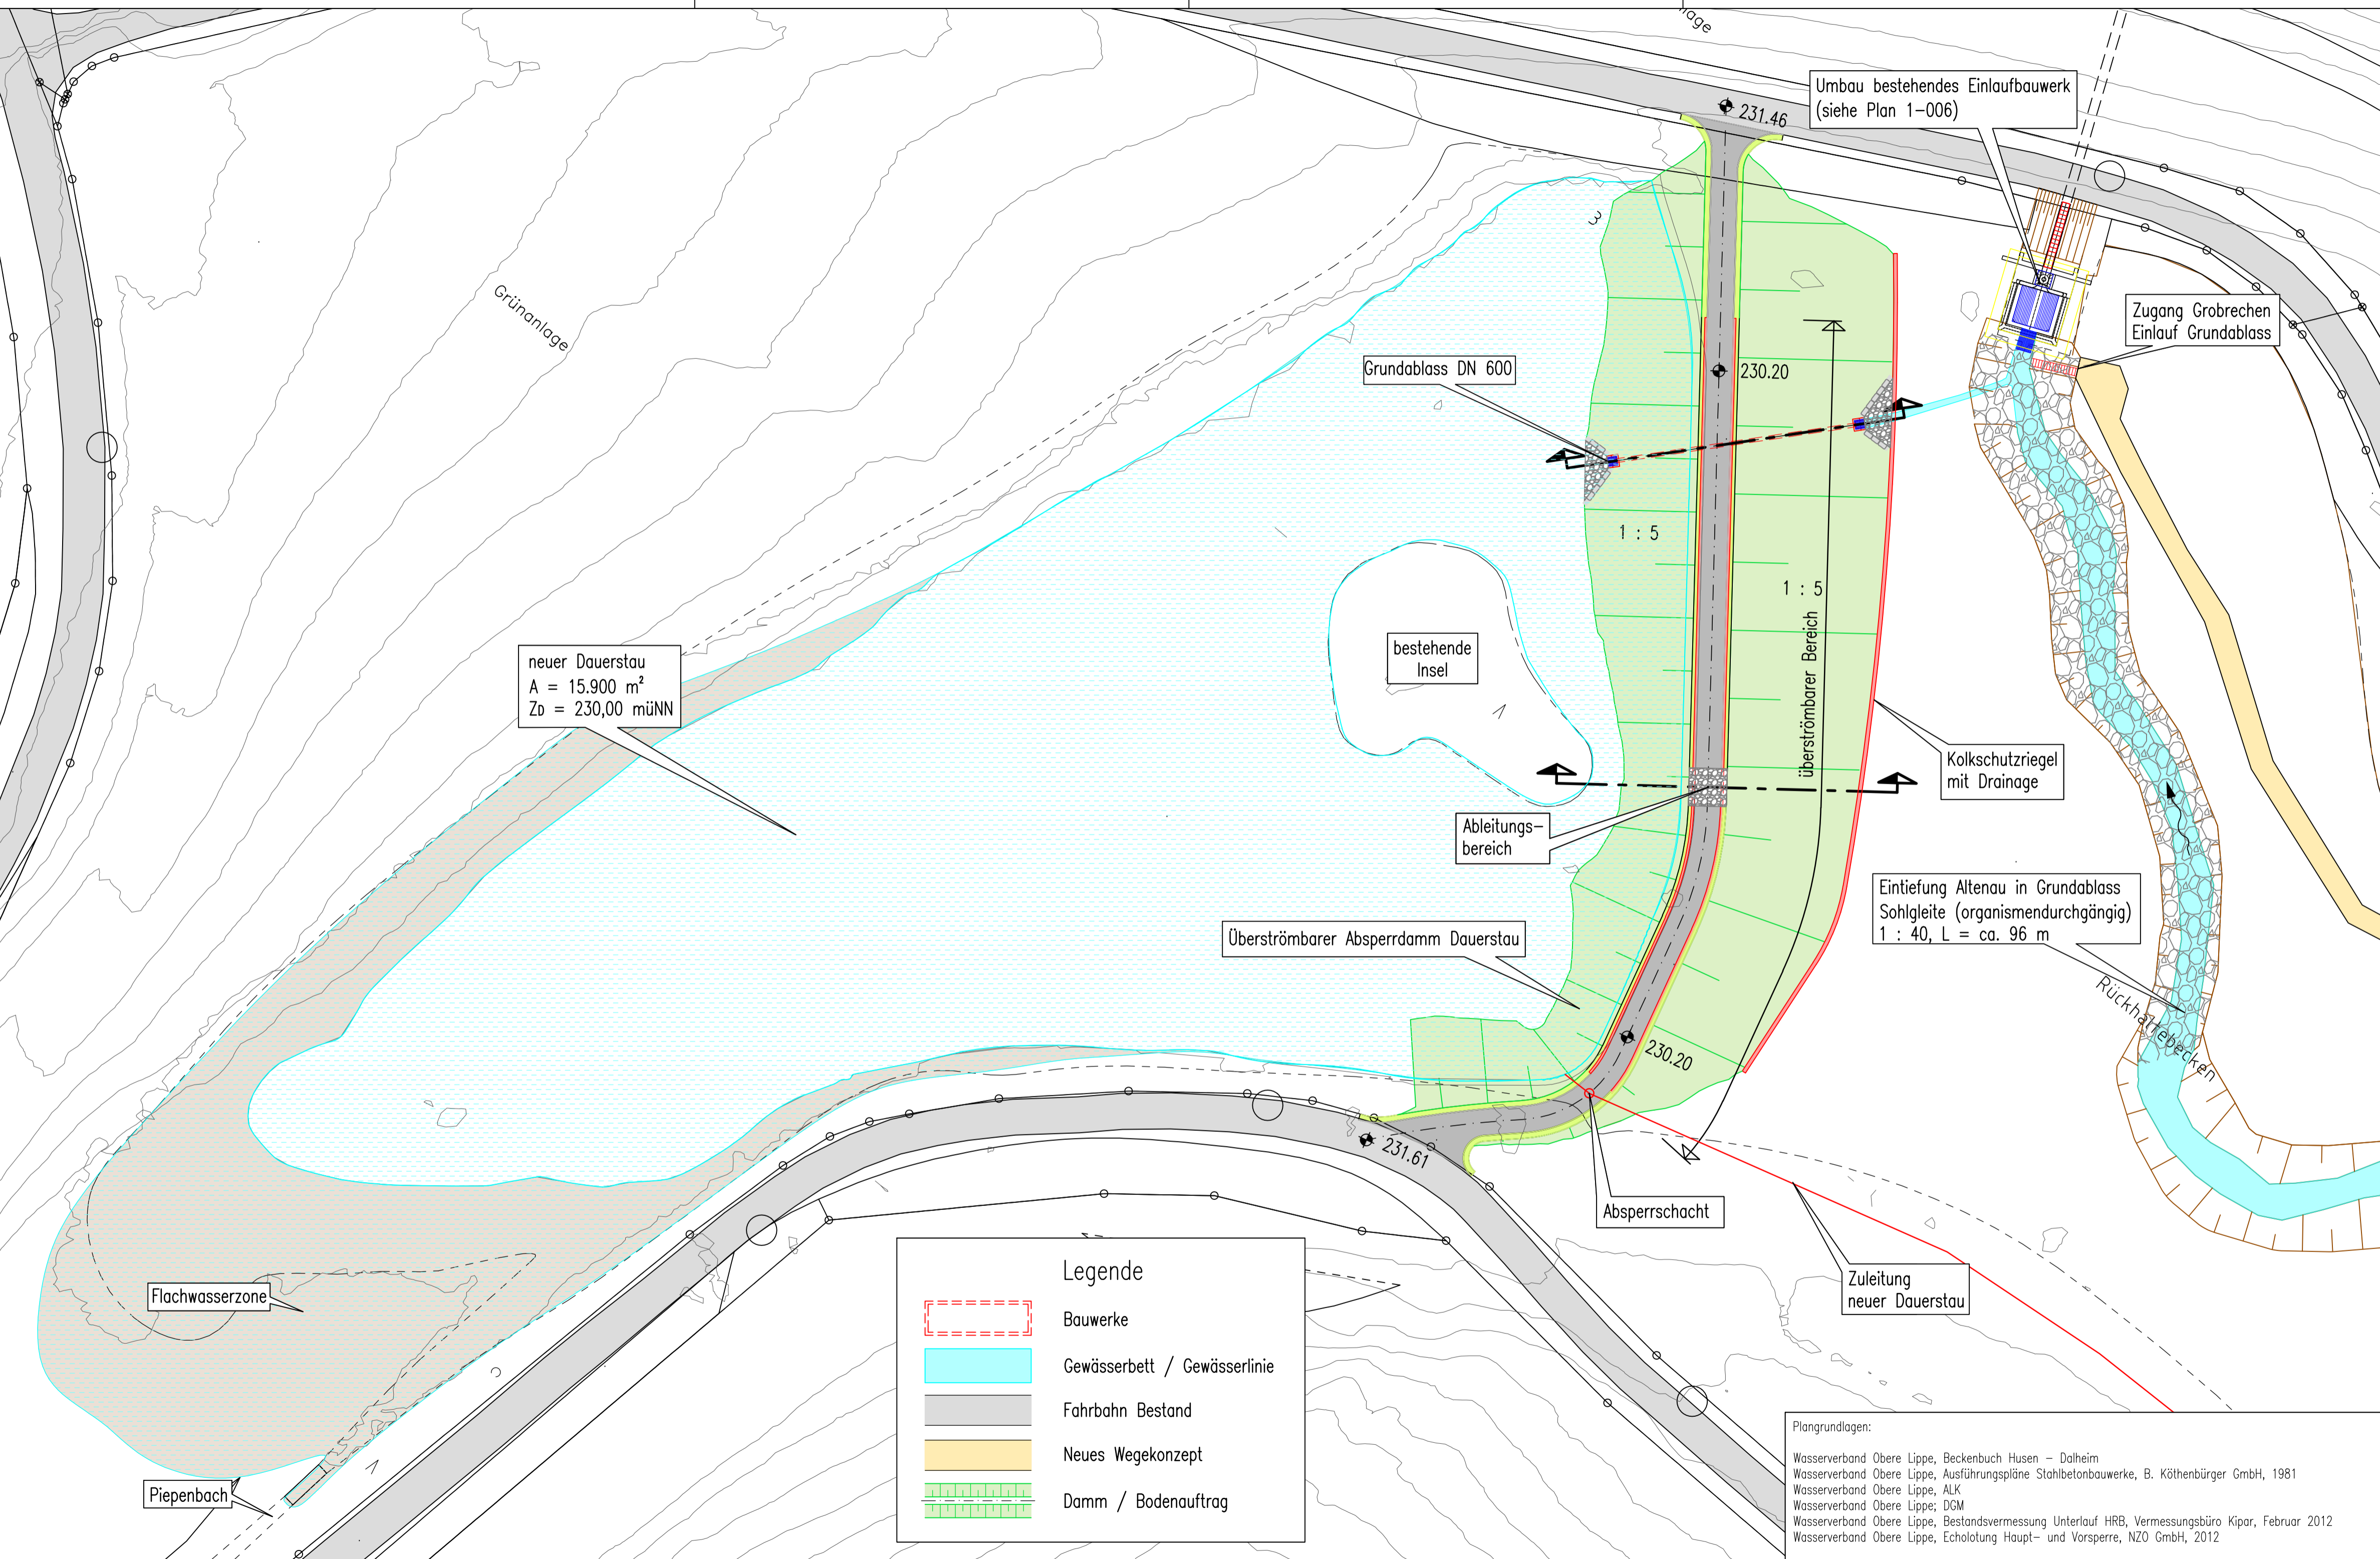 231.46
Umbau bestehendes Einlaufbauwerk
(siehe Plan 1-006)
Grünanlage
3
Zugang Grobrechen
Einlauf Grundablass
Grundablass DN 600
230.20
1 : 5
1 : 5
überströmbarer Bereich
bestehende
Insel
neuer Dauerstau
A = 15.900 m²
ZD = 230,00 müNN
Kolkschutzriegel
mit Drainage
Ableitungs-
bereich
Eintiefung Altenau in Grundablass
Sohlgleite (organismendurchgängig)
1 : 40, L = ca. 96 m
Überströmbarer Absperrdamm Dauerstau
Rückhaltebecken
230.20
231.61
Absperrschacht
Zuleitung
neuer Dauerstau
Flachwasserzone
Piepenbach
Legende
Bauwerke
Gewässerbett / Gewässerlinie
Fahrbahn Bestand
Neues Wegekonzept
Damm / Bodenauftrag
Plangrundlagen:
Wasserverband Obere Lippe, Beckenbuch Husen - Dalheim
Wasserverband Obere Lippe, Ausführungspläne Stahlbetonbauwerke, B. Köthenbürger GmbH, 1981
Wasserverband Obere Lippe, ALK
Wasserverband Obere Lippe; DGM
Wasserverband Obere Lippe, Bestandsvermessung Unterlauf HRB, Vermessungsbüro Kipar, Februar 2012
Wasserverband Obere Lippe, Echolotung Haupt- und Vorsperre, NZO GmbH, 2012